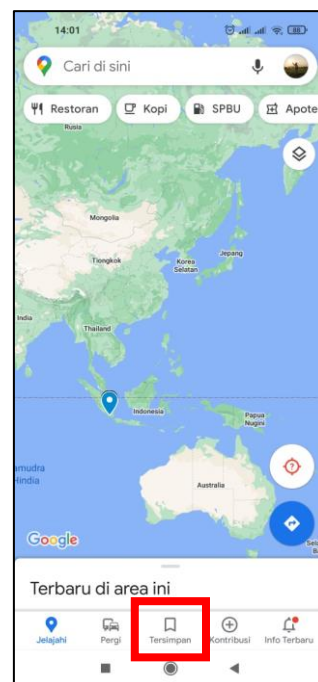 14:01
88
Cari di sini
Restoran
Kopi
SPBU
Apote
Rusia
Mongolia
Tiongkok
Korea
Selatan
Jepang
India
Thailand
Indonesia
Papua
Nugini
amudra
Hindia
Australia
Google
Terbaru di area ini
Jelajahi
Pergi
Tersimpan
Kontribusi
Info Terbaru